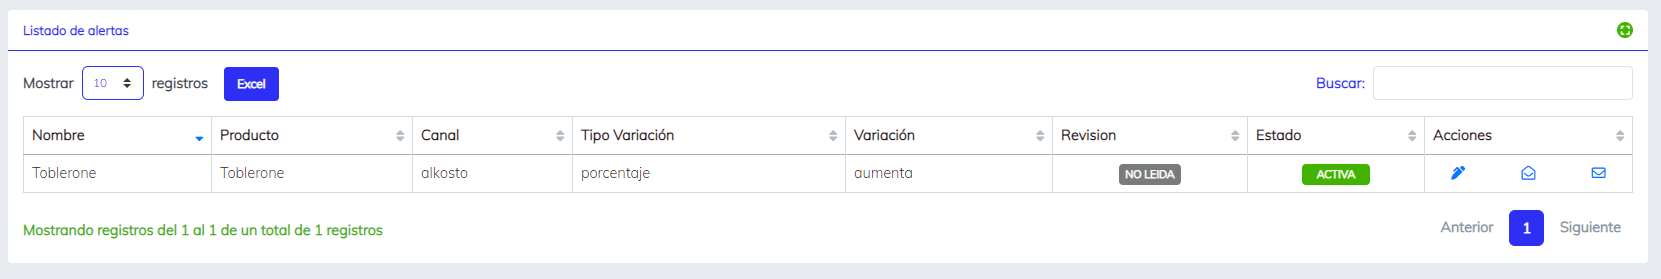 Listado de alertas
Mostrar 10 registros Excel Buscar:
Nombre Producto Canal Tipo Variación Variación Revision Estado Acciones
Toblerone Toblerone alkosto porcentaje aumenta NO LEIDA ACTIVA
Mostrando registros del 1 al 1 de un total de 1 registros Anterior 1 Siguiente